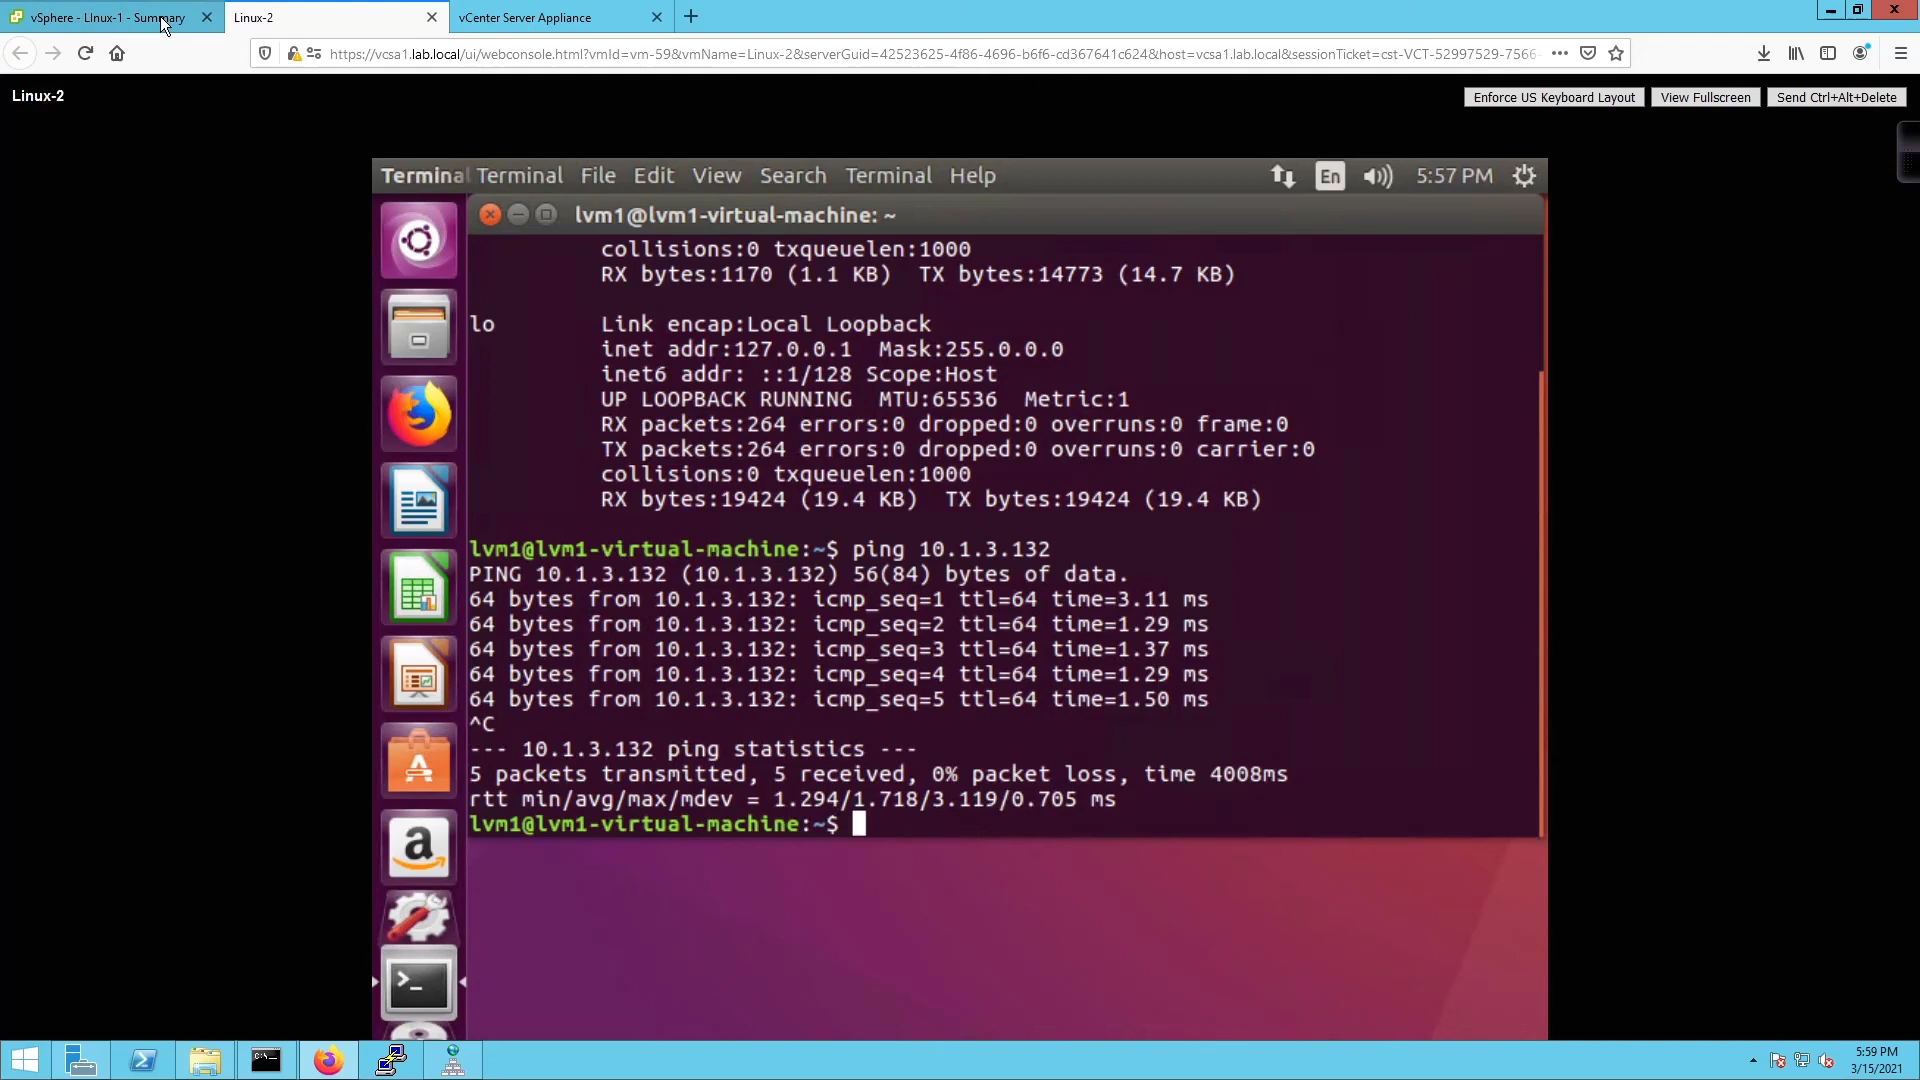 vSphere - LInux-1 - Summary
Linux-2
vCenter Server Appliance
https://vcsa1.lab.local/ui/webconsole.html?vmId=vm-59&vmName=Linux-2&serverGuid=42523625-4f86-4696-b6f6-cd367641c624&host=vcsa1.lab.local&sessionTicket=cst-VCT-52997529-7566-
Linux-2
Enforce US Keyboard Layout
View Fullscreen
Send Ctrl+Alt+Delete
Terminal Terminal File Edit View Search Terminal Help
En
5:57 PM
lvm1@lvm1-virtual-machine: ~
collisions:0 txqueuelen:1000
RX bytes:1170 (1.1 KB)  TX bytes:14773 (14.7 KB)
lo Link encap:Local Loopback
inet addr:127.0.0.1  Mask:255.0.0.0
inet6 addr: ::1/128 Scope:Host
UP LOOPBACK RUNNING  MTU:65536  Metric:1
RX packets:264 errors:0 dropped:0 overruns:0 frame:0
TX packets:264 errors:0 dropped:0 overruns:0 carrier:0
collisions:0 txqueuelen:1000
RX bytes:19424 (19.4 KB)  TX bytes:19424 (19.4 KB)
lvm1@lvm1-virtual-machine:~$ ping 10.1.3.132
PING 10.1.3.132 (10.1.3.132) 56(84) bytes of data.
64 bytes from 10.1.3.132: icmp_seq=1 ttl=64 time=3.11 ms
64 bytes from 10.1.3.132: icmp_seq=2 ttl=64 time=1.29 ms
64 bytes from 10.1.3.132: icmp_seq=3 ttl=64 time=1.37 ms
64 bytes from 10.1.3.132: icmp_seq=4 ttl=64 time=1.29 ms
64 bytes from 10.1.3.132: icmp_seq=5 ttl=64 time=1.50 ms
^C
--- 10.1.3.132 ping statistics ---
5 packets transmitted, 5 received, 0% packet loss, time 4008ms
rtt min/avg/max/mdev = 1.294/1.718/3.119/0.705 ms
lvm1@lvm1-virtual-machine:~$
5:59 PM
3/15/2021